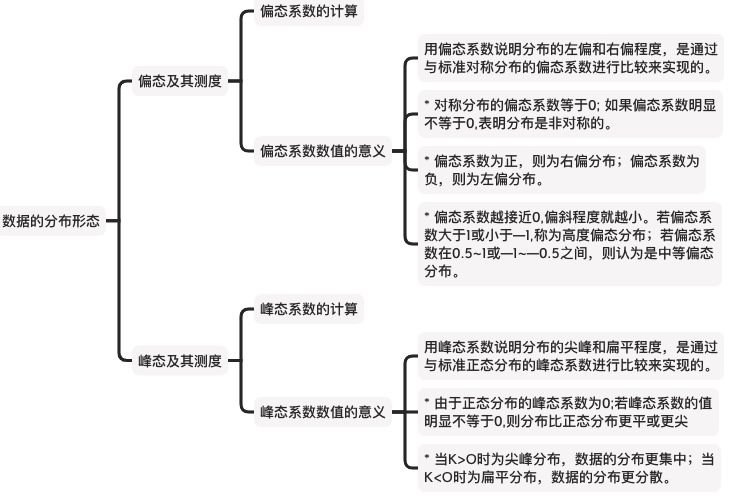 数据的分布形态
偏态及其测度
偏态系数的计算
偏态系数数值的意义
用偏态系数说明分布的左偏和右偏程度，是通过
与标准对称分布的偏态系数进行比较来实现的。
* 对称分布的偏态系数等于0; 如果偏态系数明显
不等于0,表明分布是非对称的。
* 偏态系数为正，则为右偏分布；偏态系数为
负，则为左偏分布。
* 偏态系数越接近0,偏斜程度就越小。若偏态系
数大于1或小于—1,称为高度偏态分布；若偏态系
数在0.5~1或—1~—0.5之间，则认为是中等偏态
分布。
峰态及其测度
峰态系数的计算
峰态系数数值的意义
用峰态系数说明分布的尖峰和扁平程度，是通过
与标准正态分布的峰态系数进行比较来实现的。
* 由于正态分布的峰态系数为0;若峰态系数的值
明显不等于0,则分布比正态分布更平或更尖
* 当K>O时为尖峰分布，数据的分布更集中；当
K<O时为扁平分布，数据的分布更分散。